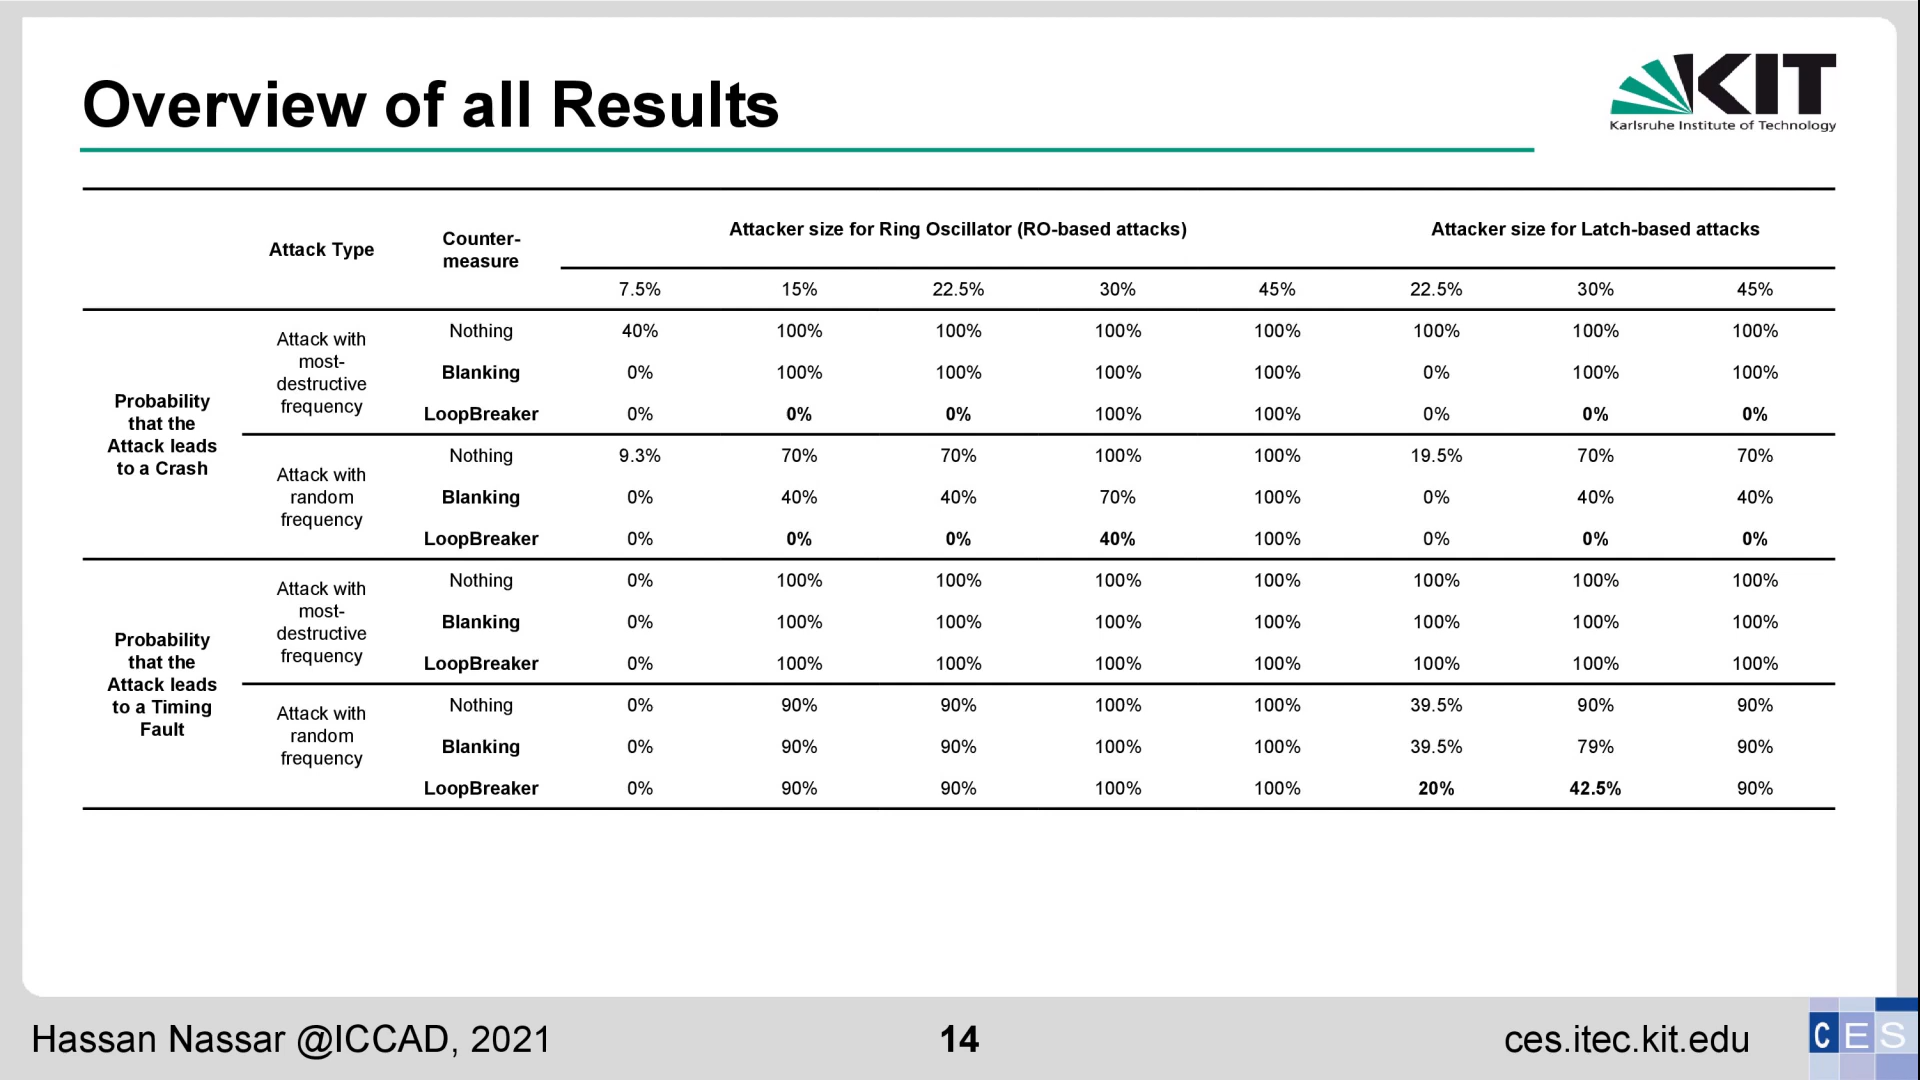 Overview of all Results
KIT
Karlsruhe Institute of Technology
Attack Type
Counter-
measure
Attacker size for Ring Oscillator (RO-based attacks)
Attacker size for Latch-based attacks
7.5% 15% 22.5% 30% 45% 22.5% 30% 45%
Probability
that the
Attack leads
to a Crash
Attack with
most-
destructive
frequency
Nothing 40% 100% 100% 100% 100% 100% 100% 100%
Blanking 0% 100% 100% 100% 100% 0% 100% 100%
LoopBreaker 0% 0% 0% 100% 100% 0% 0% 0%
Attack with
random
frequency
Nothing 9.3% 70% 70% 100% 100% 19.5% 70% 70%
Blanking 0% 40% 40% 70% 100% 0% 40% 40%
LoopBreaker 0% 0% 0% 40% 100% 0% 0% 0%
Probability
that the
Attack leads
to a Timing
Fault
Attack with
most-
destructive
frequency
Nothing 0% 100% 100% 100% 100% 100% 100% 100%
Blanking 0% 100% 100% 100% 100% 100% 100% 100%
LoopBreaker 0% 100% 100% 100% 100% 100% 100% 100%
Attack with
random
frequency
Nothing 0% 90% 90% 100% 100% 39.5% 90% 90%
Blanking 0% 90% 90% 100% 100% 39.5% 79% 90%
LoopBreaker 0% 90% 90% 100% 100% 20% 42.5% 90%
Hassan Nassar @ICCAD, 2021
14
ces.itec.kit.edu
CES